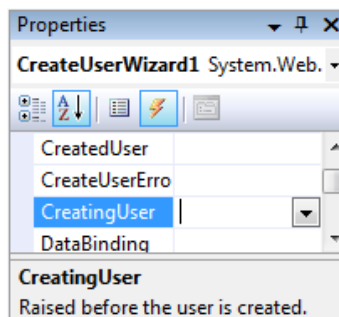 Properties
CreateUserWizard1 System.Web.
A
Z
CreatedUser
CreateUserErro
CreatingUser
DataBinding
CreatingUser
Raised before the user is created.